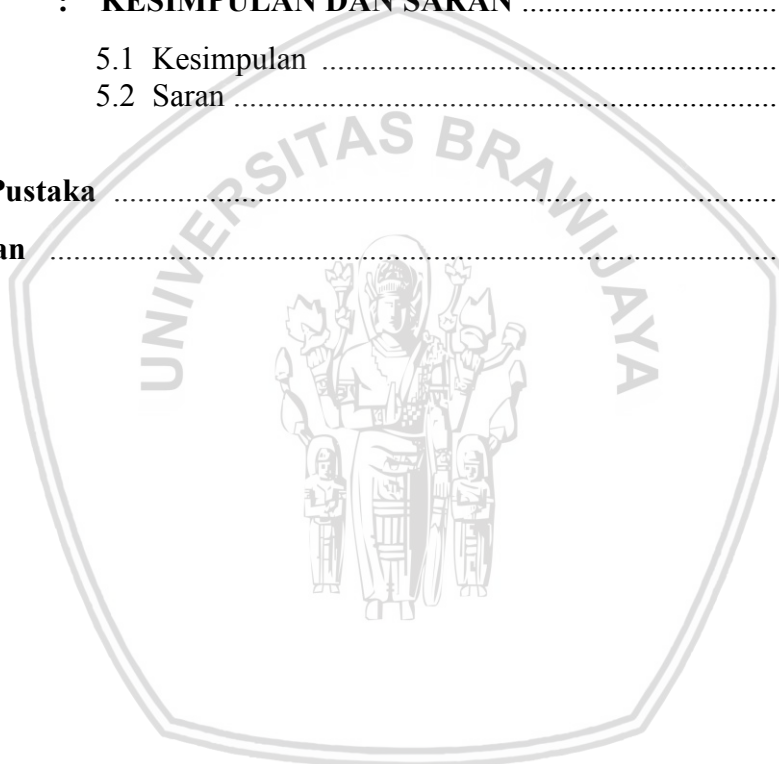 : KESIMPULAN DAN SARAN ........................................
5.1 Kesimpulan ........................................................
5.2 Saran ..................................................................
Pustaka ..............................................................................
an .....................................................................................
UNIVERSITAS BRAWIJAYA